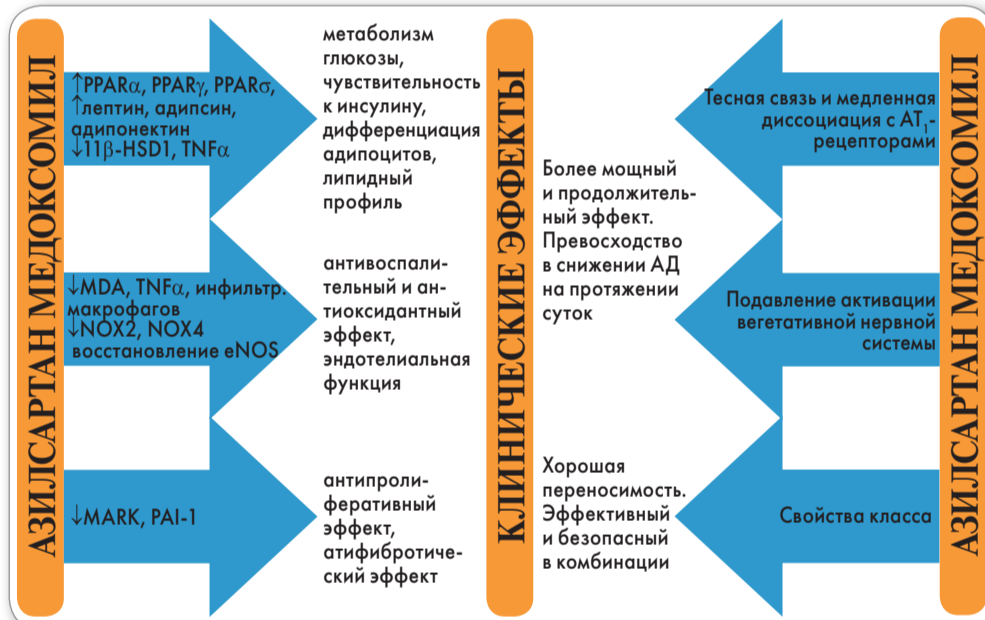 АЗИЛСАРТАН МЕДОКСОМИЛ
↑PPARα, PPARγ, PPARσ,
↑лептин, адипсин,
адипонектин
↓11β-HSD1, TNFα
метаболизм
глюкозы,
чувствительность
к инсулину,
дифференциация
адипоцитов,
липидный
профиль
↓MDA, TNFα, инфильтр.
макрофагов
↓NOX2, NOX4
восстановление eNOS
антивоспали-
тельный и ан-
тиоксидантный
эффект,
эндотелиальная
функция
↓MARK, PAI-1
антипроли-
феративный
эффект,
атифибротиче-
ский эффект
КЛИНИЧЕСКИЕ ЭФФЕКТЫ
Более мощный
и продолжитель-
ный эффект.
Превосходство
в снижении АД
на протяжении
суток
Хорошая
переносимость.
Эффективный
и безопасный
в комбинации
Тесная связь и медленная
диссоциация с АТ₁-
рецепторами
Подавление активации
вегетативной нервной
системы
Свойства класса
АЗИЛСАРТАН МЕДОКСОМИЛ